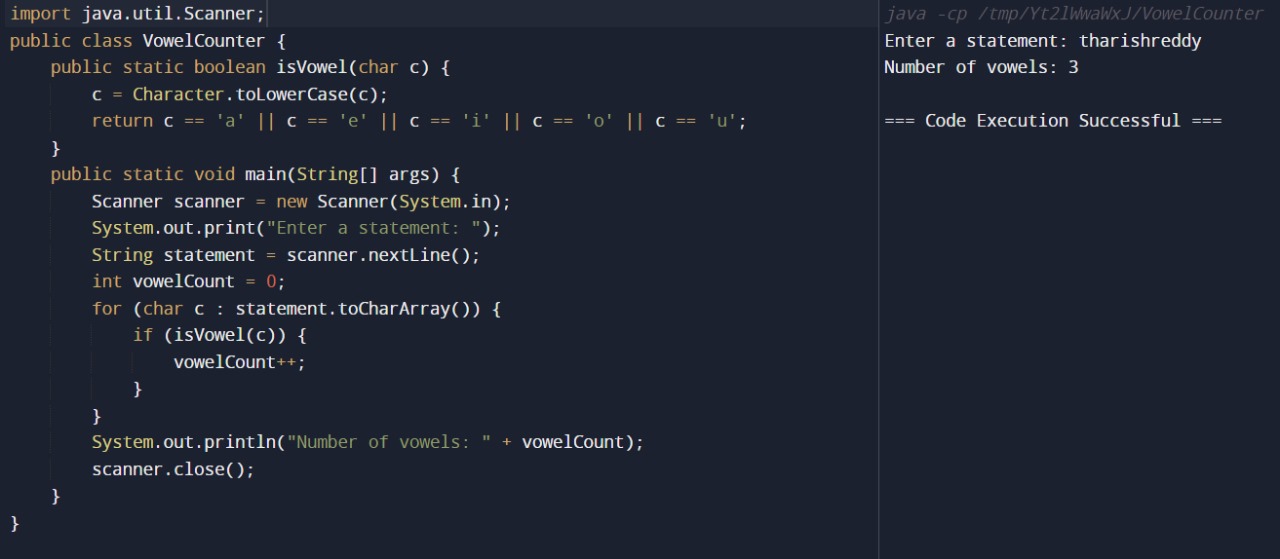 import java.util.Scanner;
public class VowelCounter {
    public static boolean isVowel(char c) {
        c = Character.toLowerCase(c);
        return c == 'a' || c == 'e' || c == 'i' || c == 'o' || c == 'u';
    }
    public static void main(String[] args) {
        Scanner scanner = new Scanner(System.in);
        System.out.print("Enter a statement: ");
        String statement = scanner.nextLine();
        int vowelCount = 0;
        for (char c : statement.toCharArray()) {
            if (isVowel(c)) {
                vowelCount++;
            }
        }
        System.out.println("Number of vowels: " + vowelCount);
        scanner.close();
    }
}
java -cp /tmp/Yt2lWwaWxJ/VowelCounter
Enter a statement: tharishreddy
Number of vowels: 3
=== Code Execution Successful ===